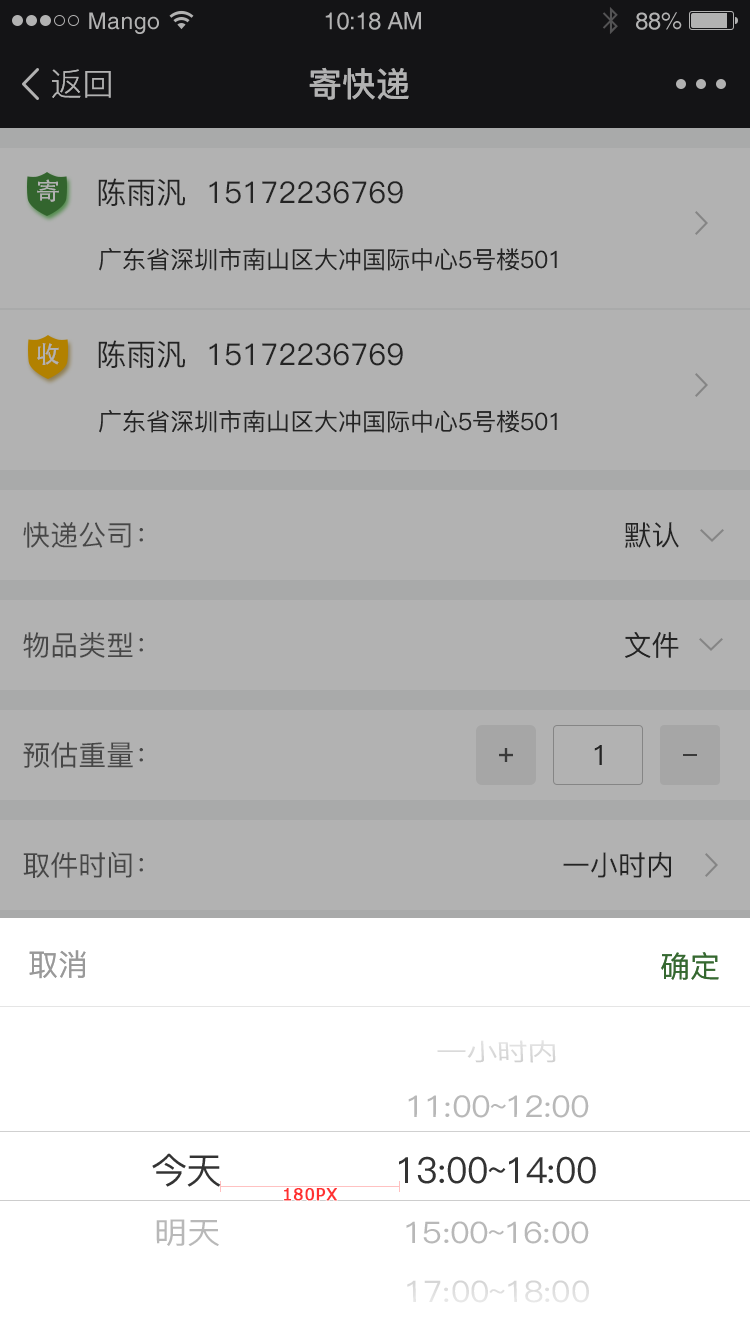 Mango 10:18 AM 88%
返回 寄快递
寄 陈雨汎 15172236769
广东省深圳市南山区大冲国际中心5号楼501
收 陈雨汎 15172236769
广东省深圳市南山区大冲国际中心5号楼501
快递公司： 默认
物品类型： 文件
预估重量： + 1 −
取件时间： 一小时内
取消 确定
一小时内
11:00~12:00
今天 13:00~14:00
180PX
明天 15:00~16:00
17:00~18:00